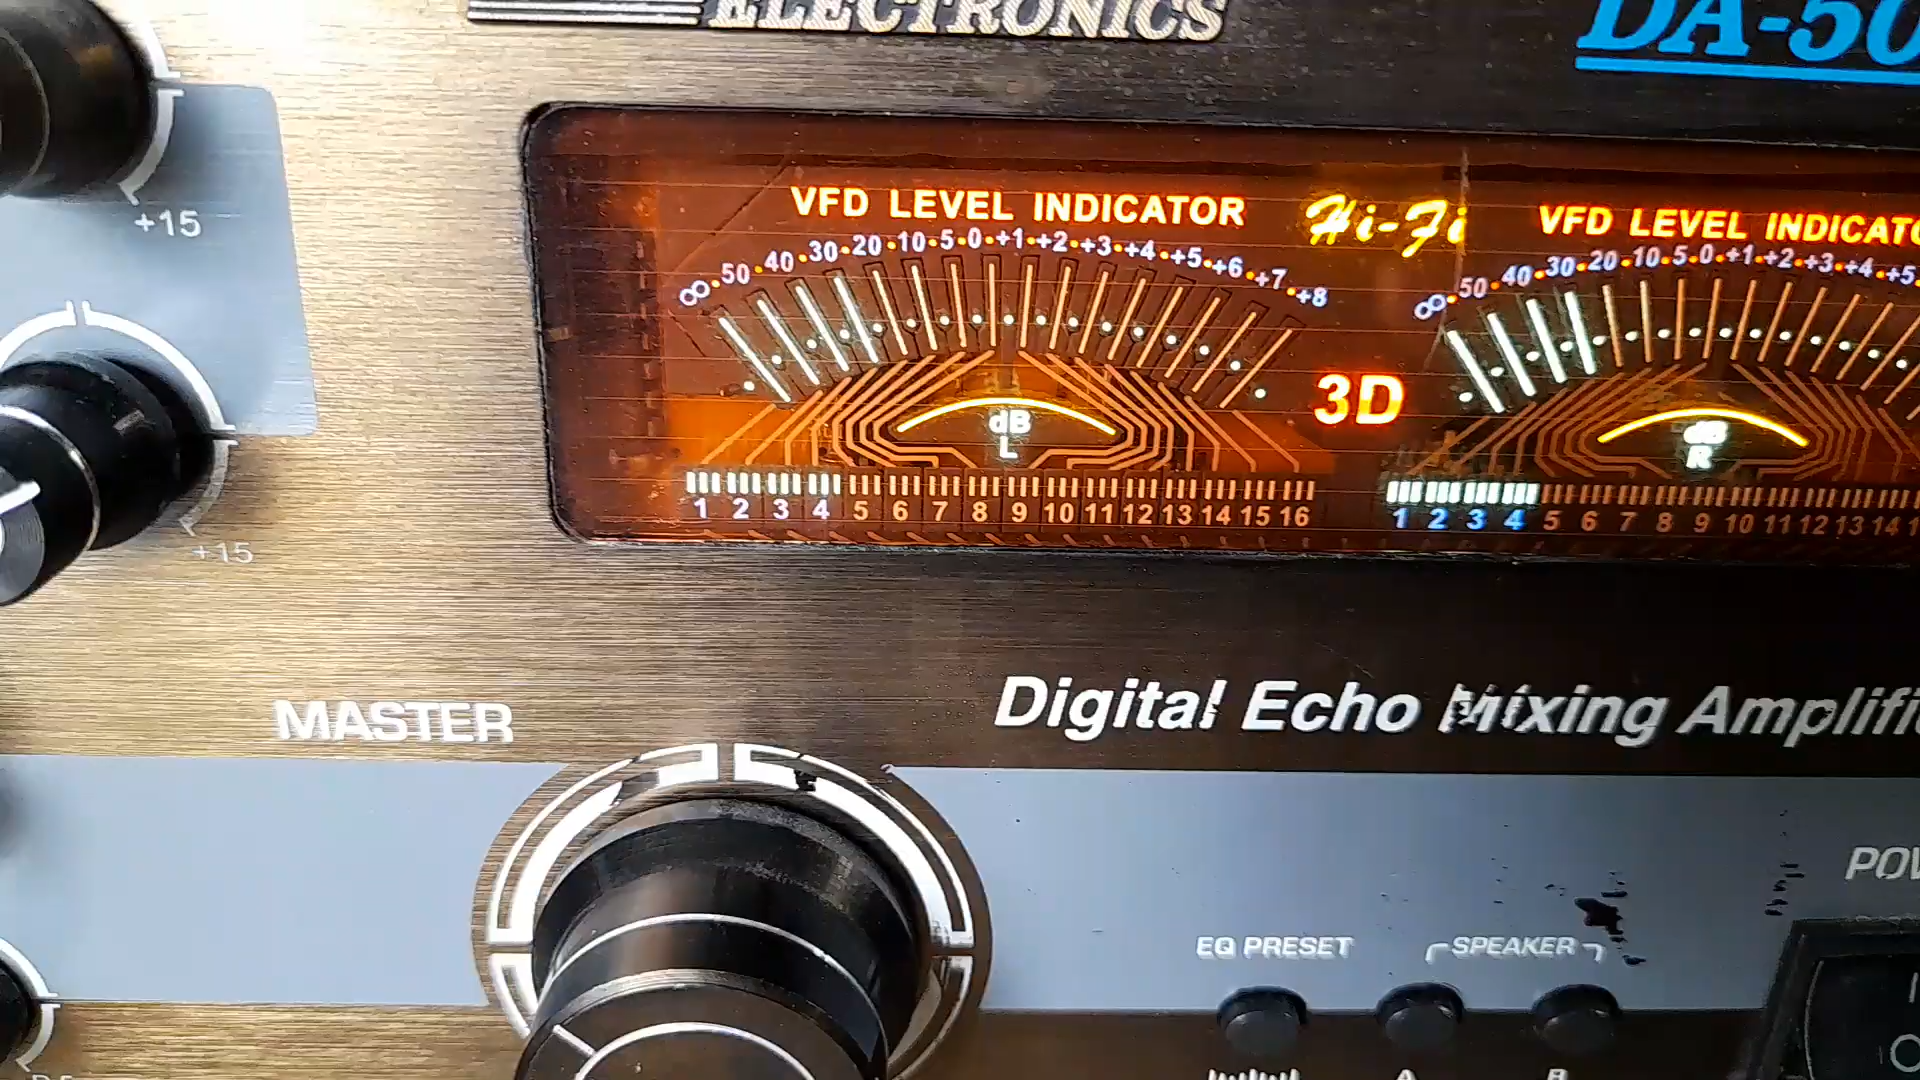 ELECTRONICS
DA-50
+15
VFD LEVEL INDICATOR
Hi-Fi
VFD LEVEL INDICATO
∞•50•40•30•20•10•5•0•+1•+2•+3•+4•+5•+6•+7•+8
∞•50•40•30•20•10•5•0•+1•+2•+3•+4•+5
3D
dB
L
dB
R
1 2 3 4 5 6 7 8 9 10 11 12 13 14 15 16
1 2 3 4 5 6 7 8 9 10 11 12 13 14
+15
MASTER
Digital Echo Mixing Amplifi
POW
EQ PRESET
SPEAKER
A
B